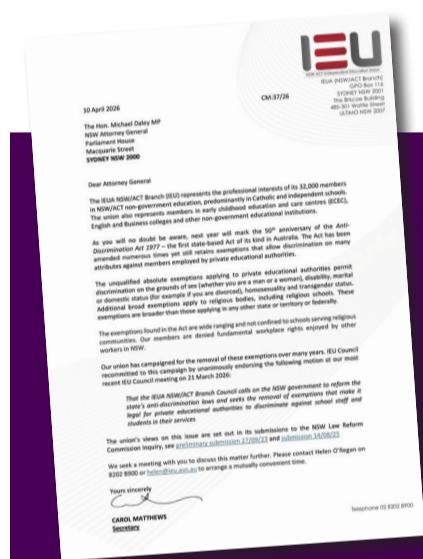 IEU
NSW ACT Independent Education Union
IEUA (NSW/ACT Branch)
GPO Box 116
SYDNEY NSW 2001
The Briscoe Building
485-501 Wattle Street
ULTIMO NSW 2007
10 April 2026
CM:37/26
The Hon. Michael Daley MP
NSW Attorney General
Parliament House
Macquarie Street
SYDNEY NSW 2000
Dear Attorney General
The IEUA NSW/ACT Branch (IEU) represents the professional interests of its 32,000 members
in NSW/ACT non-government education, predominantly in Catholic and independent schools.
The union also represents members in early childhood education and care centres (ECEC),
English and Business colleges and other non-government educational institutions.
As you will no doubt be aware, next year will mark the 50th anniversary of the Anti-
Discrimination Act 1977 – the first state-based Act of its kind in Australia. The Act has been
amended numerous times yet still retains exemptions that allow discrimination on many
attributes against members employed by private educational authorities.
The unqualified absolute exemptions applying to private educational authorities permit
discrimination on the grounds of sex (whether you are a man or a woman), disability, marital
or domestic status (for example if you are divorced), homosexuality and transgender status.
Additional broad exemptions apply to religious bodies, including religious schools. These
exemptions are broader than those applying in any other state or territory or federally.
The exemptions found in the Act are wide ranging and not confined to schools serving religious
communities. Our members are denied fundamental workplace rights enjoyed by other
workers in NSW.
Our union has campaigned for the removal of these exemptions over many years. IEU Council
recommitted to this campaign by unanimously endorsing the following motion at our most
recent IEU Council meeting on 21 March 2026:
That the IEUA NSW/ACT Branch Council calls on the NSW government to reform the
state's anti-discrimination laws and seeks the removal of exemptions that make it
legal for private educational authorities to discriminate against school staff and
students in their services
The union's views on this issue are set out in its submissions to the NSW Law Reform
Commission inquiry, see preliminary submission 27/09/23 and submission 14/08/25
We seek a meeting with you to discuss this matter further. Please contact Helen O'Regan on
8202 8900 or helen@ieu.asn.au to arrange a mutually convenient time.
Yours sincerely
CAROL MATTHEWS
Secretary
Telephone 02 8202 8900